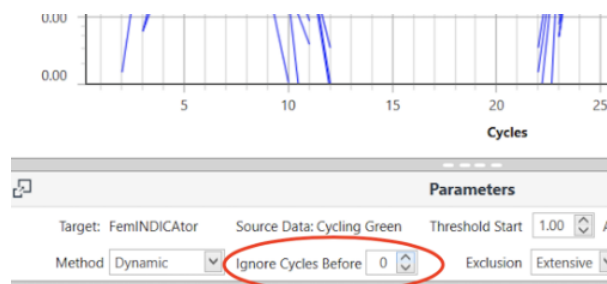 0.00
0.00
5 10 15 20 25
Cycles
Parameters
Target: FemINDICAtor Source Data: Cycling Green Threshold Start 1.00
Method Dynamic Ignore Cycles Before 0 Exclusion Extensive